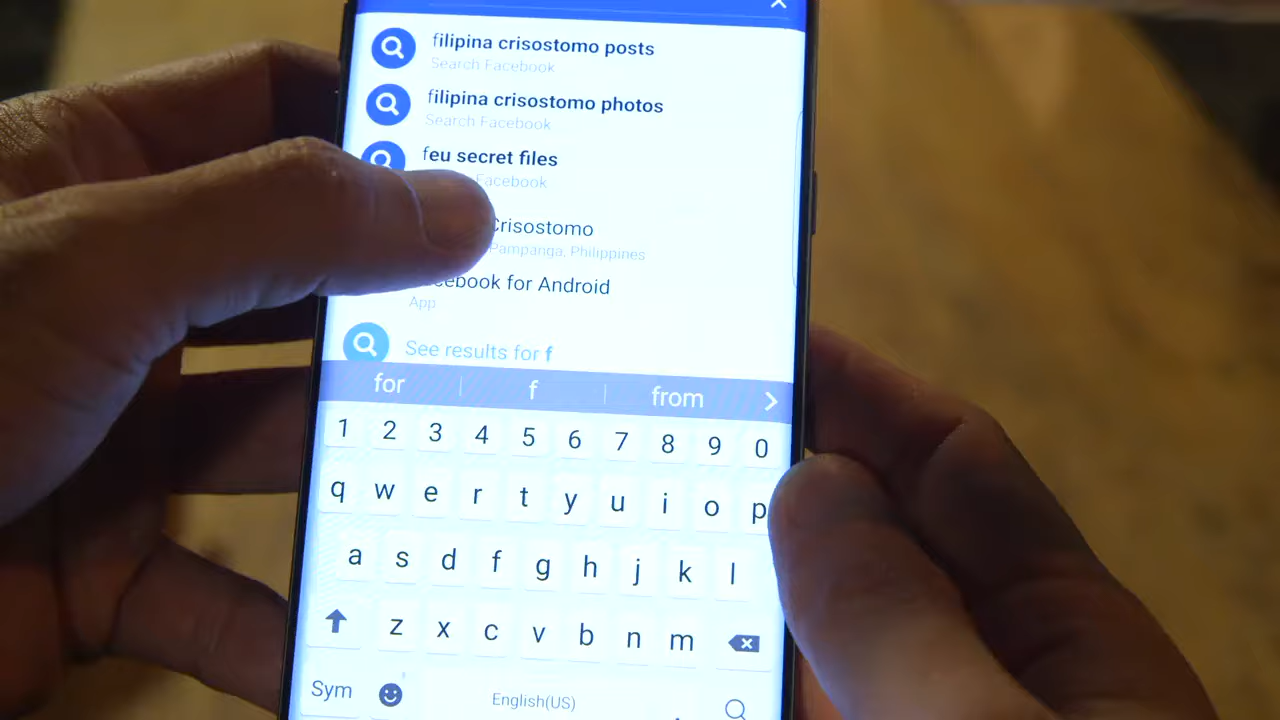 filipina crisostomo posts
Search Facebook
filipina crisostomo photos
Search Facebook
feu secret files
Facebook
Crisostomo
Pampanga, Philippines
for Android
App
See results for f
for f from
1 2 3 4 5 6 7 8 9 0
q w e r t y u i o p
a s d f g h j k l
z x c v b n m
Sym English(US)